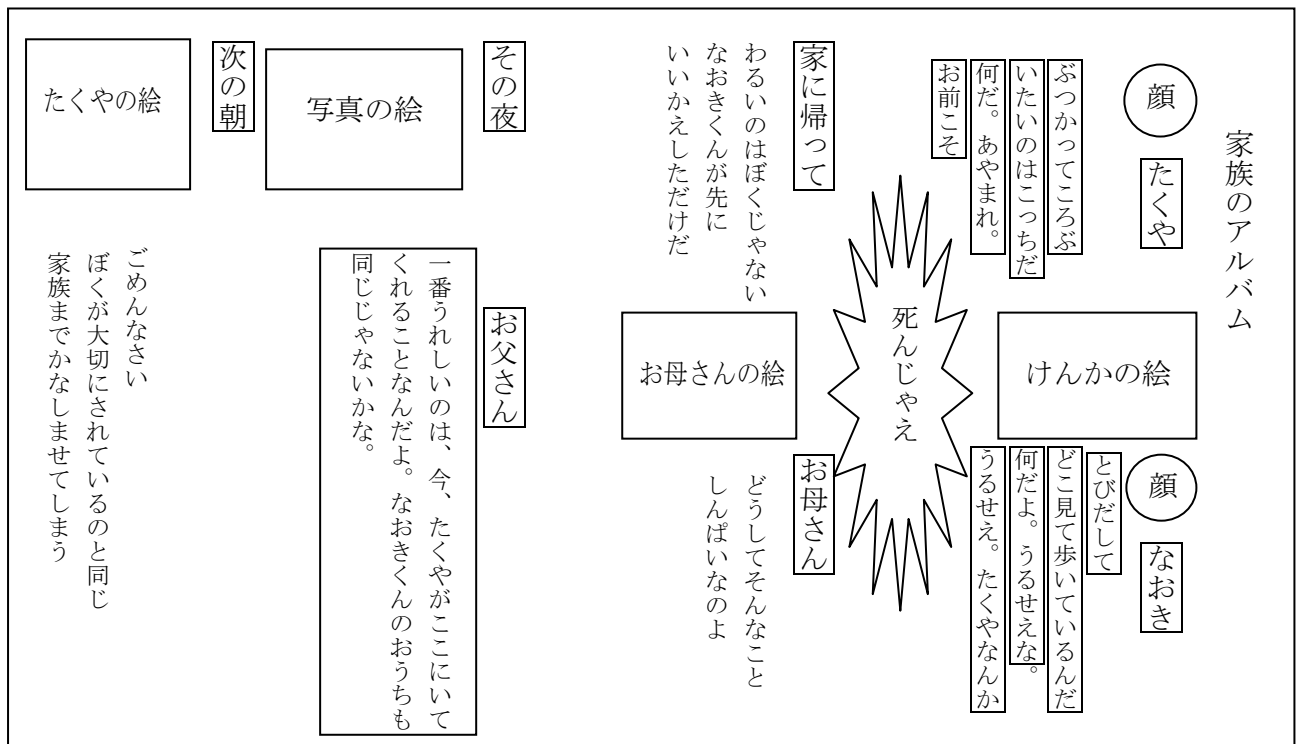 家族のアルバム
顔
たくや
ぶつかってころぶ
いたいのはこっちだ
何だ。あやまれ。
お前こそ
けんかの絵
顔
なおき
とびだして
どこ見て歩いているんだ
何だよ。うるせえな。
うるせえ。たくやなんか
死んじゃえ
家に帰って
わるいのはぼくじゃない
なおきくんが先に
いいかえしただけだ
お母さんの絵
お母さん
どうしてそんなこと
しんぱいなのよ
その夜
写真の絵
お父さん
一番うれしいのは、今、たくやがここにいて
くれることなんだよ。なおきくんのおうちも
同じじゃないかな。
次の朝
たくやの絵
ごめんなさい
ぼくが大切にされているのと同じ
家族までかなしませてしまう